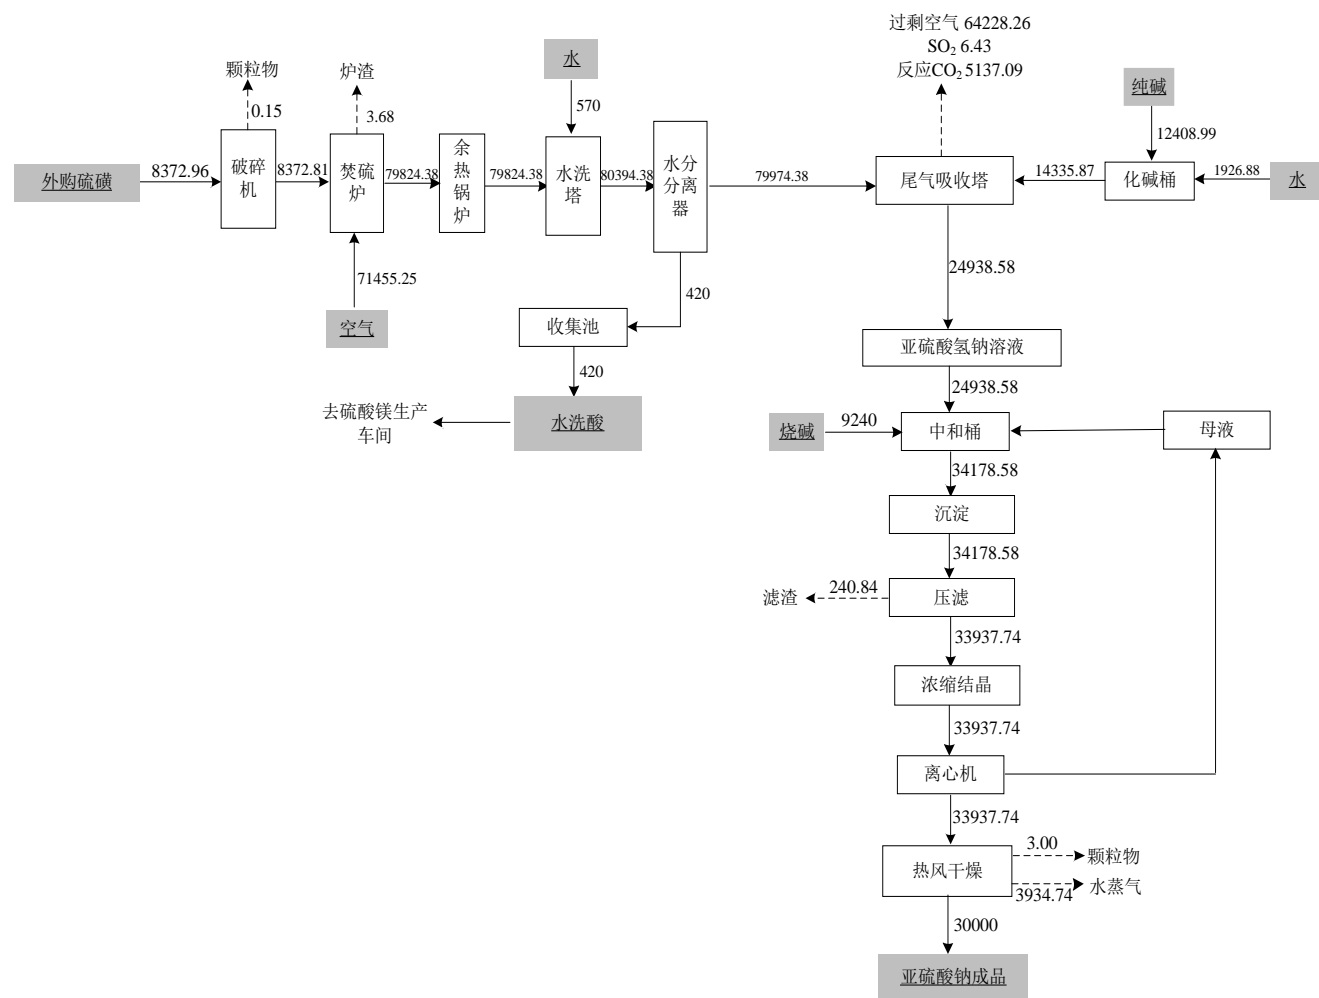 过剩空气 64228.26
SO₂ 6.43
反应CO₂ 5137.09
颗粒物
炉渣
水
纯碱
0.15
3.68
570
12408.99
外购硫磺
8372.96
破碎
机
8372.81
焚硫
炉
79824.38
余
热
锅
炉
79824.38
水洗
塔
80394.38
水分
分离
器
79974.38
尾气吸收塔
14335.87
化碱桶
1926.88
水
71455.25
空气
420
收集池
420
水洗酸
去硫酸镁生产
车间
24938.58
亚硫酸氢钠溶液
24938.58
烧碱
9240
中和桶
母液
34178.58
沉淀
34178.58
滤渣
240.84
压滤
33937.74
浓缩结晶
33937.74
离心机
33937.74
热风干燥
3.00
颗粒物
3934.74
水蒸气
30000
亚硫酸钠成品